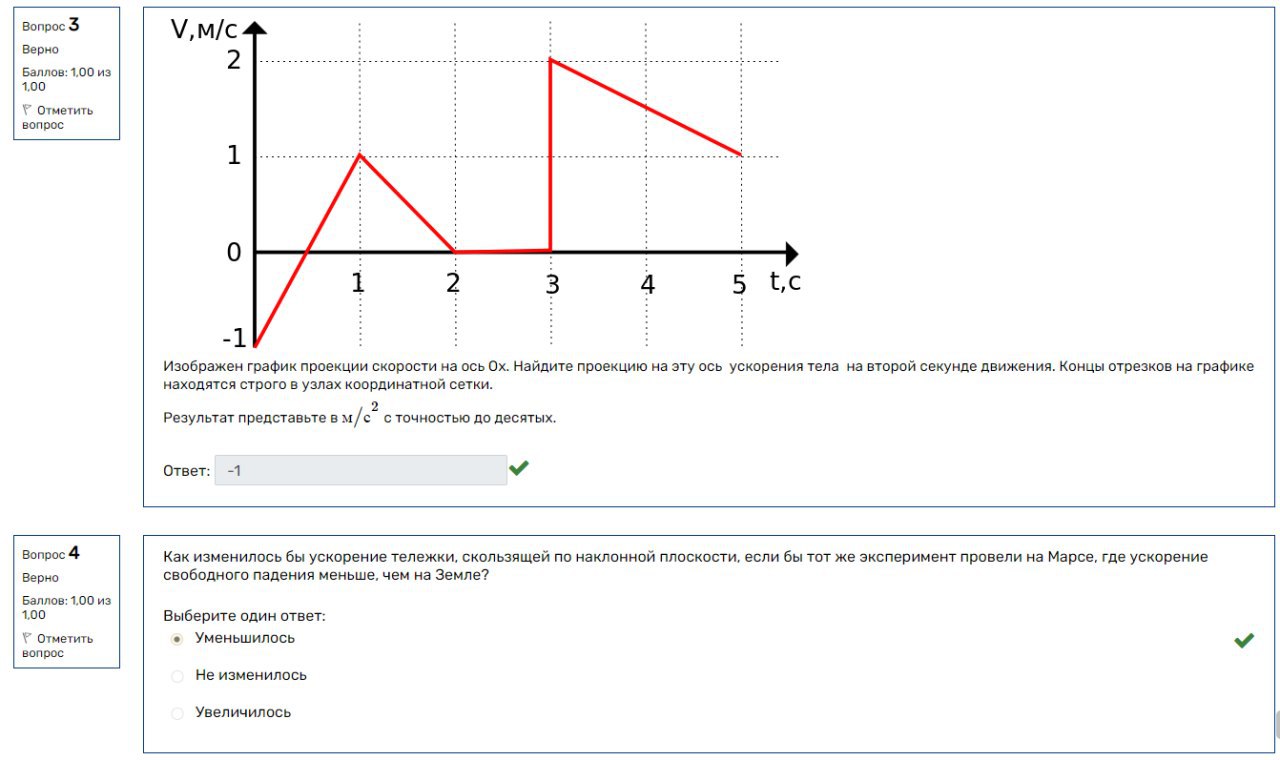 Вопрос 3
Верно
Баллов: 1,00 из
1,00
Отметить
вопрос
V,м/с
2
1
0
-1
1
2
3
4
5
t,с
Изображен график проекции скорости на ось Ox. Найдите проекцию на эту ось ускорения тела на второй секунде движения. Концы отрезков на графике
находятся строго в узлах координатной сетки.
Результат представьте в м/с² с точностью до десятых.
Ответ: -1
Вопрос 4
Верно
Баллов: 1,00 из
1,00
Отметить
вопрос
Как изменилось бы ускорение тележки, скользящей по наклонной плоскости, если бы тот же эксперимент провели на Марсе, где ускорение
свободного падения меньше, чем на Земле?
Выберите один ответ:
Уменьшилось
Не изменилось
Увеличилось